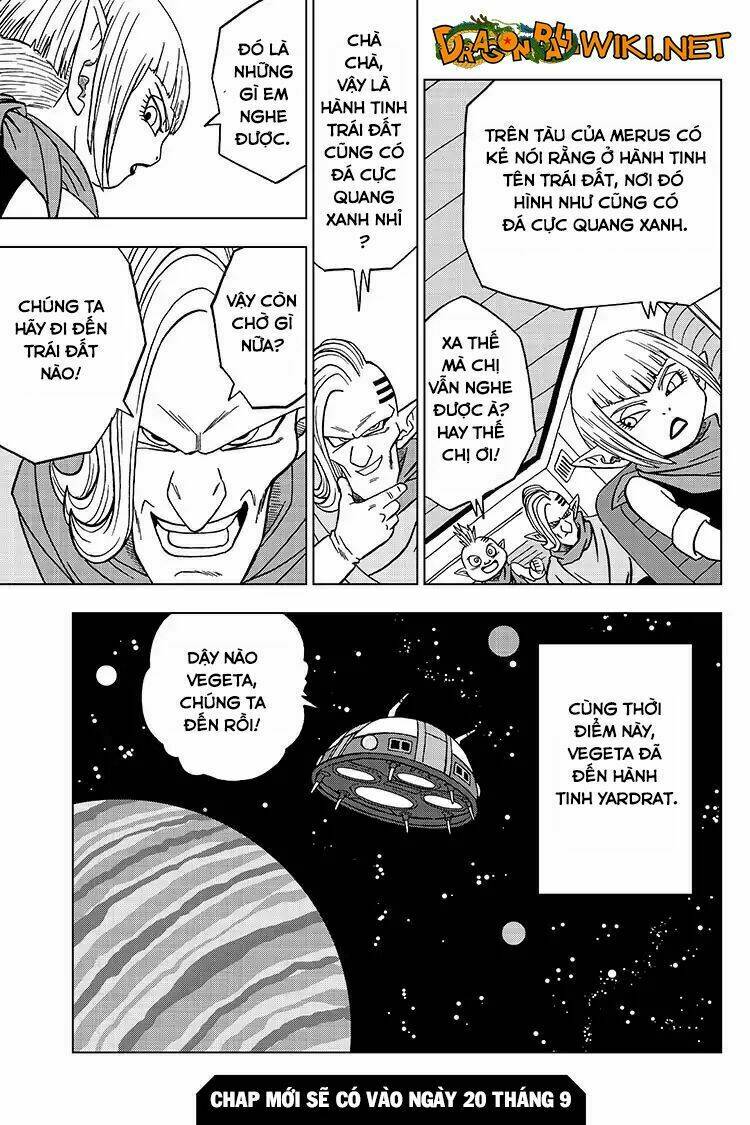 DRAGON BALL WIKI.NET
TRÊN TÀU CỦA MERUS CÓ
KẺ NÓI RẰNG Ở HÀNH TINH
TÊN TRÁI ĐẤT, NƠI ĐÓ
HÌNH NHƯ CŨNG CÓ
ĐÁ CỰC QUANG XANH.
XA THẾ
MÀ CHỊ
VẪN NGHE
ĐƯỢC À?
HAY THẾ
CHỊ ƠI!
CHÀ
CHÀ,
VẬY LÀ
HÀNH TINH
TRÁI ĐẤT
CŨNG CÓ
ĐÁ CỰC
QUANG
XANH NHỈ
?
ĐÓ LÀ
NHỮNG
GÌ EM
NGHE
ĐƯỢC.
VẬY CÒN
CHỜ GÌ
NỮA?
CHÚNG TA
HÃY ĐI ĐẾN
TRÁI ĐẤT
NÀO!
CÙNG THỜI
ĐIỂM NÀY,
VEGETA ĐÃ
ĐẾN HÀNH
TINH YARDRAT.
DẬY NÀO
VEGETA,
CHÚNG TA
ĐẾN RỒI!
CHAP MỚI SẼ CÓ VÀO NGÀY 20 THÁNG 9